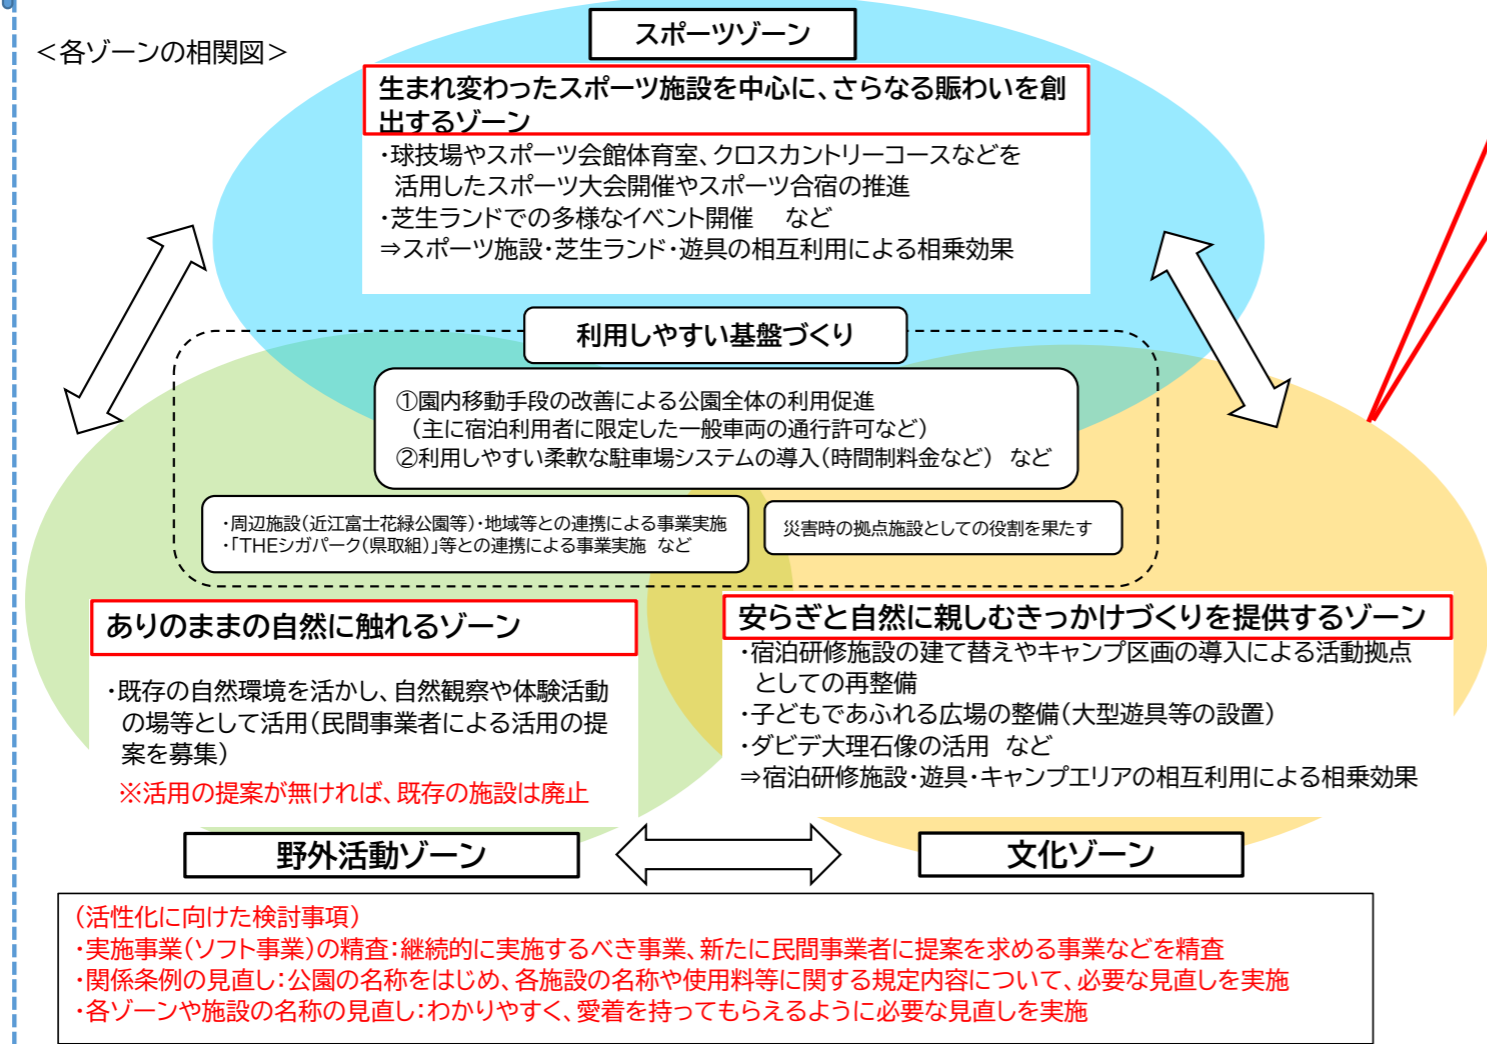 ＜各ゾーンの相関図＞
スポーツゾーン
生まれ変わったスポーツ施設を中心に、さらなる賑わいを創
出するゾーン
・球技場やスポーツ会館体育室、クロスカントリーコースなどを
活用したスポーツ大会開催やスポーツ合宿の推進
・芝生ランドでの多様なイベント開催　など
⇒スポーツ施設・芝生ランド・遊具の相互利用による相乗効果
利用しやすい基盤づくり
①園内移動手段の改善による公園全体の利用促進
（主に宿泊利用者に限定した一般車両の通行許可など）
②利用しやすい柔軟な駐車場システムの導入（時間制料金など）　など
・周辺施設（近江富士花緑公園等）・地域等との連携による事業実施
・「THEシガパーク（県取組）」等との連携による事業実施　など
災害時の拠点施設としての役割を果たす
ありのままの自然に触れるゾーン
・既存の自然環境を活かし、自然観察や体験活動
の場等として活用（民間事業者による活用の提
案を募集）
※活用の提案が無ければ、既存の施設は廃止
野外活動ゾーン
安らぎと自然に親しむきっかけづくりを提供するゾーン
・宿泊研修施設の建て替えやキャンプ区画の導入による活動拠点
としての再整備
・子どもであふれる広場の整備（大型遊具等の設置）
・ダビデ大理石像の活用　など
⇒宿泊研修施設・遊具・キャンプエリアの相互利用による相乗効果
文化ゾーン
（活性化に向けた検討事項）
・実施事業（ソフト事業）の精査：継続的に実施するべき事業、新たに民間事業者に提案を求める事業などを精査
・関係条例の見直し：公園の名称をはじめ、各施設の名称や使用料等に関する規定内容について、必要な見直しを実施
・各ゾーンや施設の名称の見直し：わかりやすく、愛着を持ってもらえるように必要な見直しを実施